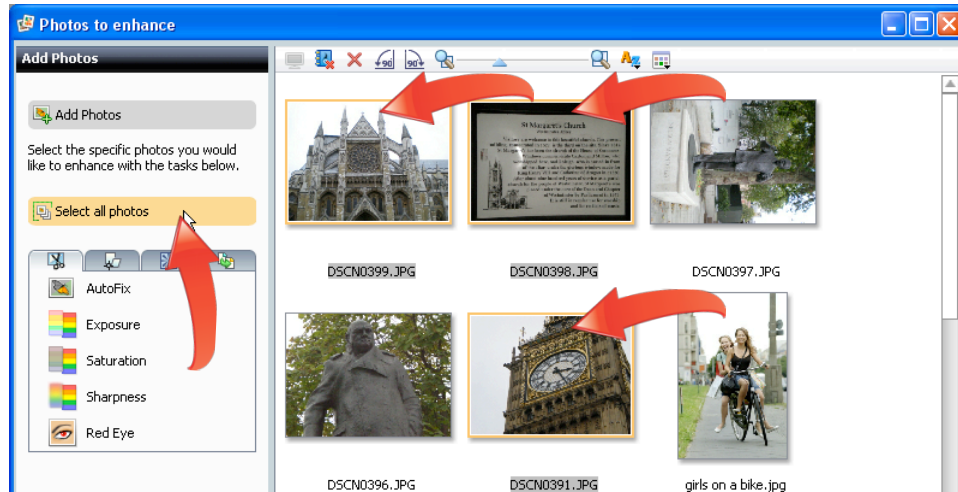 Photos to enhance
Add Photos
90 90
Add Photos
Select the specific photos you would
like to enhance with the tasks below.
Select all photos
AutoFix
Exposure
Saturation
Sharpness
Red Eye
St Margaret's Church
DSCN0399.JPG
DSCN0398.JPG
DSCN0397.JPG
DSCN0396.JPG
DSCN0391.JPG
girls on a bike.jpg